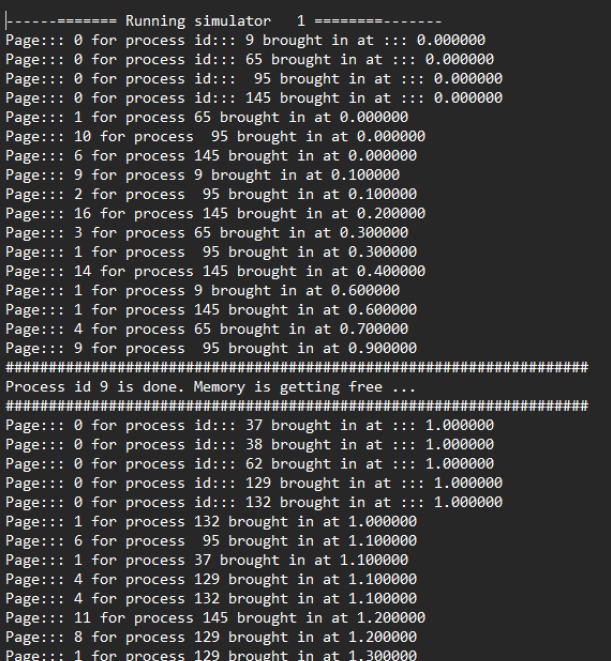 |------======= Running simulator   1 ========-------
Page::: 0 for process id::: 9 brought in at ::: 0.000000
Page::: 0 for process id::: 65 brought in at ::: 0.000000
Page::: 0 for process id:::  95 brought in at ::: 0.000000
Page::: 0 for process id::: 145 brought in at ::: 0.000000
Page::: 1 for process 65 brought in at 0.000000
Page::: 10 for process  95 brought in at 0.000000
Page::: 6 for process 145 brought in at 0.000000
Page::: 9 for process 9 brought in at 0.100000
Page::: 2 for process  95 brought in at 0.100000
Page::: 16 for process 145 brought in at 0.200000
Page::: 3 for process 65 brought in at 0.300000
Page::: 1 for process  95 brought in at 0.300000
Page::: 14 for process 145 brought in at 0.400000
Page::: 1 for process 9 brought in at 0.600000
Page::: 1 for process 145 brought in at 0.600000
Page::: 4 for process 65 brought in at 0.700000
Page::: 9 for process  95 brought in at 0.900000
####################################################################
Process id 9 is done. Memory is getting free ...
####################################################################
Page::: 0 for process id::: 37 brought in at ::: 1.000000
Page::: 0 for process id::: 38 brought in at ::: 1.000000
Page::: 0 for process id::: 62 brought in at ::: 1.000000
Page::: 0 for process id::: 129 brought in at ::: 1.000000
Page::: 0 for process id::: 132 brought in at ::: 1.000000
Page::: 1 for process 132 brought in at 1.000000
Page::: 6 for process  95 brought in at 1.100000
Page::: 1 for process 37 brought in at 1.100000
Page::: 4 for process 129 brought in at 1.100000
Page::: 4 for process 132 brought in at 1.100000
Page::: 11 for process 145 brought in at 1.200000
Page::: 8 for process 129 brought in at 1.200000
Page::: 1 for process 129 brought in at 1.300000